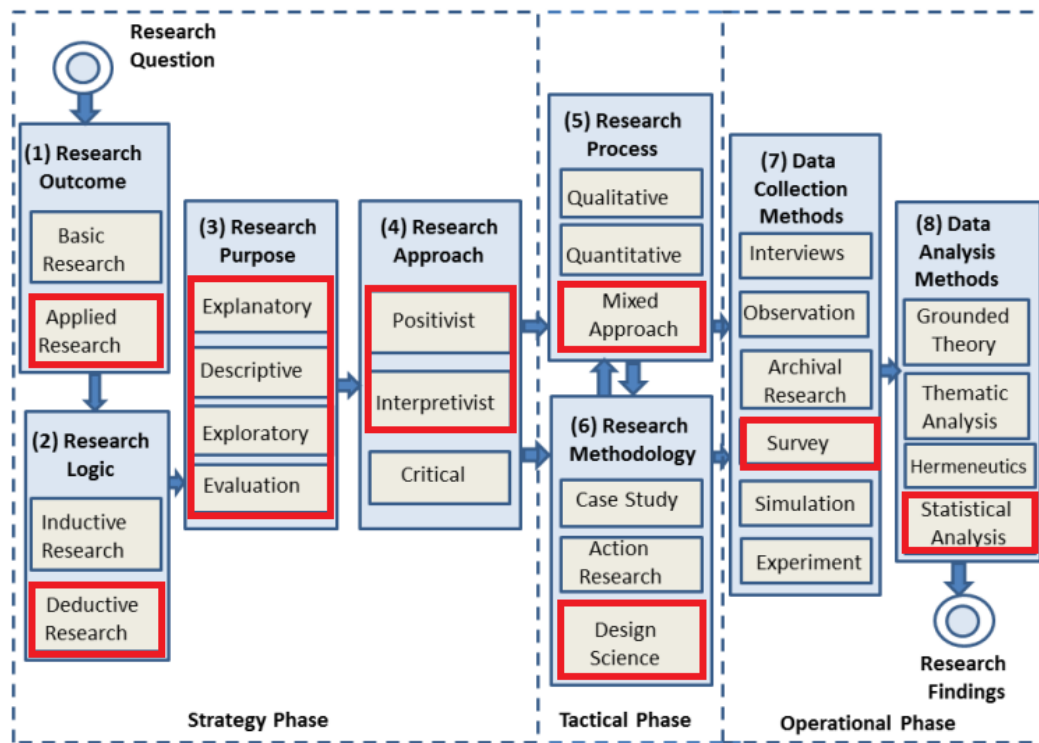 Research
Question
(1) Research
Outcome
Basic
Research
Applied
Research
(2) Research
Logic
Inductive
Research
Deductive
Research
(3) Research
Purpose
Explanatory
Descriptive
Exploratory
Evaluation
(4) Research
Approach
Positivist
Interpretivist
Critical
(5) Research
Process
Qualitative
Quantitative
Mixed
Approach
(6) Research
Methodology
Case Study
Action
Research
Design
Science
(7) Data
Collection
Methods
Interviews
Observation
Archival
Research
Survey
Simulation
Experiment
(8) Data
Analysis
Methods
Grounded
Theory
Thematic
Analysis
Hermeneutics
Statistical
Analysis
Research
Findings
Strategy Phase
Tactical Phase
Operational Phase